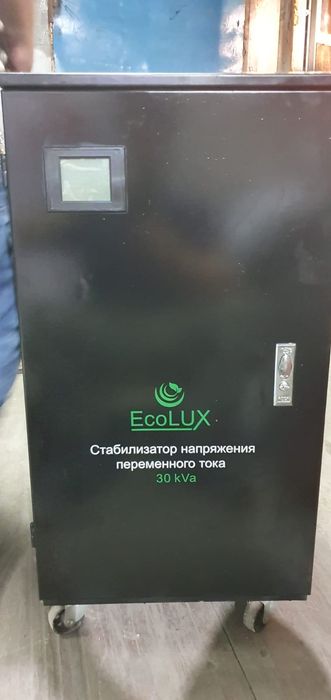 EcoLUX
Стабилизатор напряжения
переменного тока
30 kVa